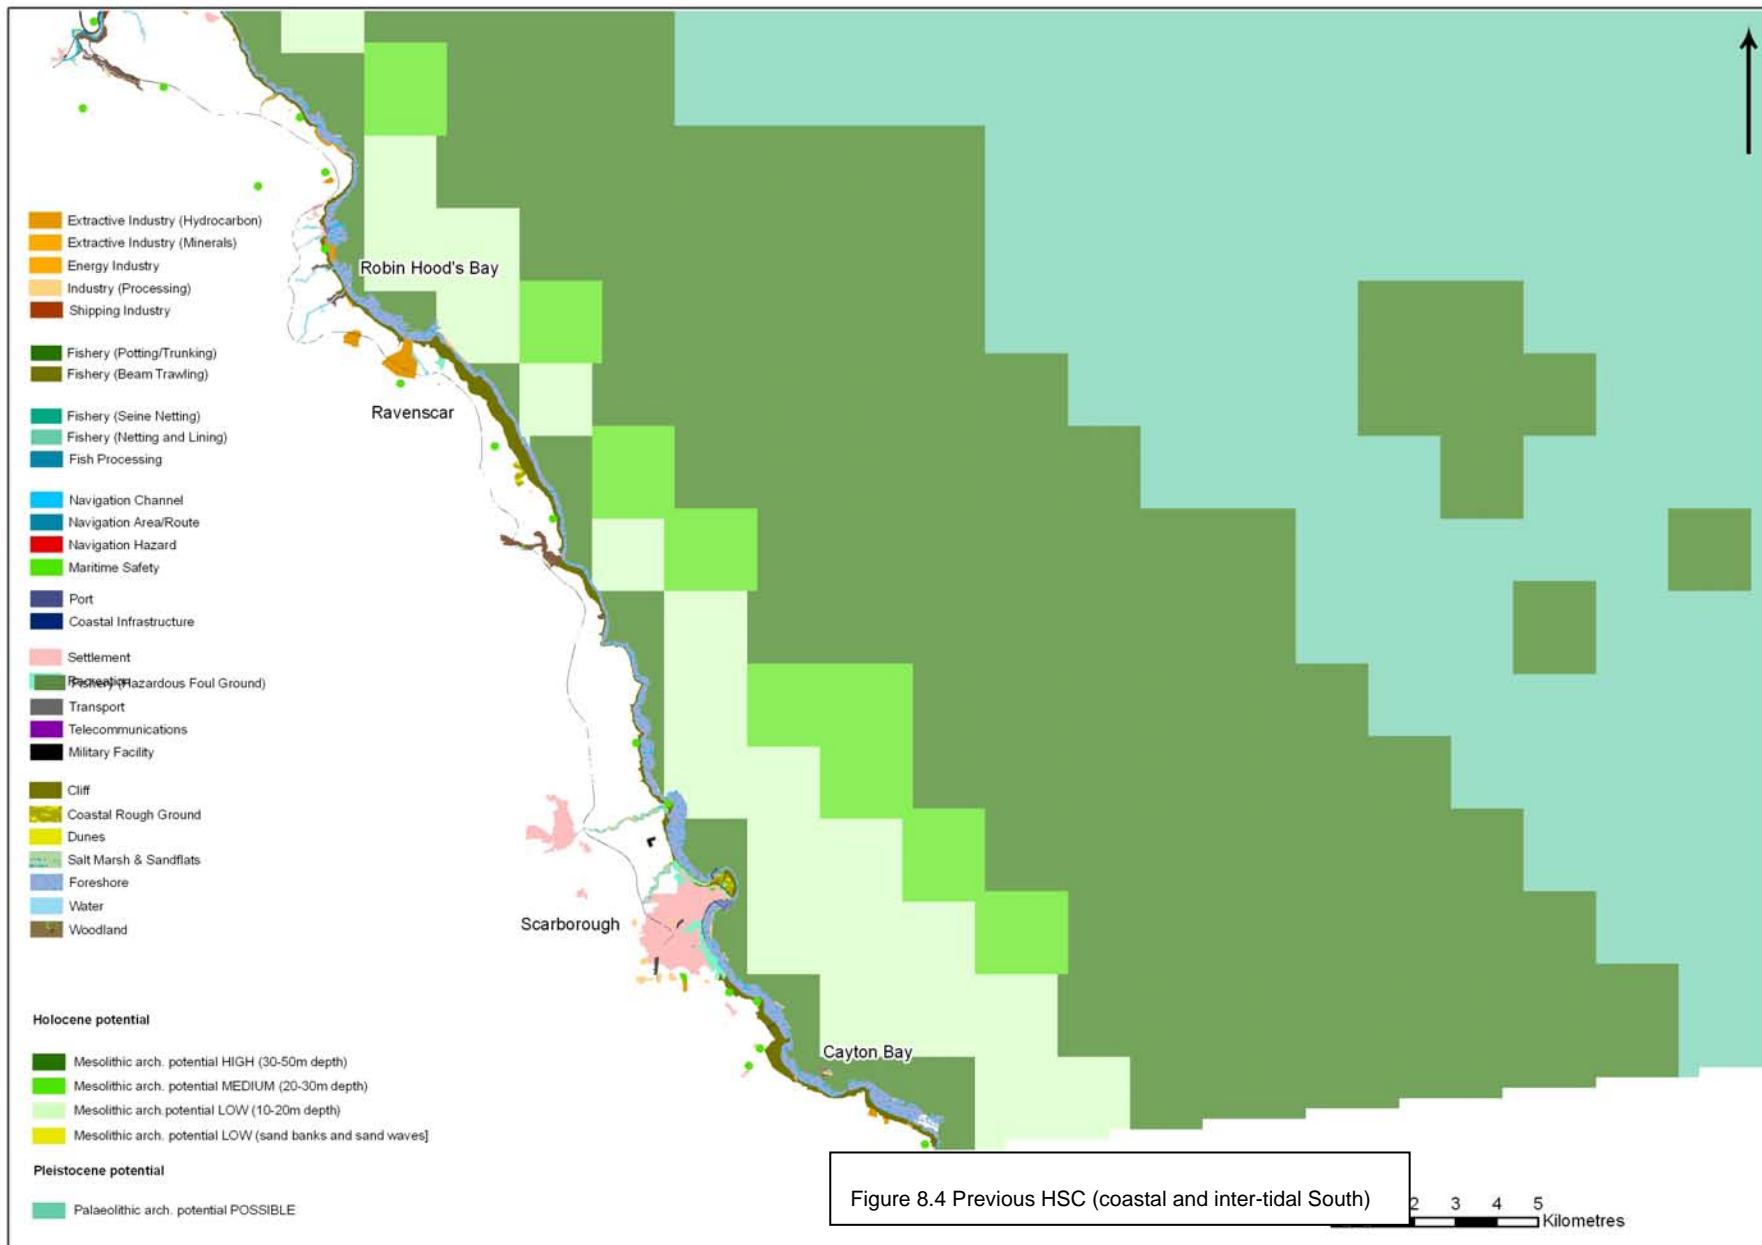 Robin Hood's Bay
Ravenscar
Scarborough
Cayton Bay
Extractive Industry (Hydrocarbon)
Extractive Industry (Minerals)
Energy Industry
Industry (Processing)
Shipping Industry
Fishery (Potting/Trunking)
Fishery (Beam Trawling)
Fishery (Seine Netting)
Fishery (Netting and Lining)
Fish Processing
Navigation Channel
Navigation Area/Route
Navigation Hazard
Maritime Safety
Port
Coastal Infrastructure
Settlement
Recreation
Fishery (Hazardous Foul Ground)
Transport
Telecommunications
Military Facility
Cliff
Coastal Rough Ground
Dunes
Salt Marsh & Sandflats
Foreshore
Water
Woodland
Holocene potential
Mesolithic arch. potential HIGH (30-50m depth)
Mesolithic arch. potential MEDIUM (20-30m depth)
Mesolithic arch.potential LOW (10-20m depth)
Mesolithic arch. potential LOW (sand banks and sand waves]
Pleistocene potential
Palaeolithic arch. potential POSSIBLE
Figure 8.4 Previous HSC (coastal and inter-tidal South)
2 3 4 5
Kilometres